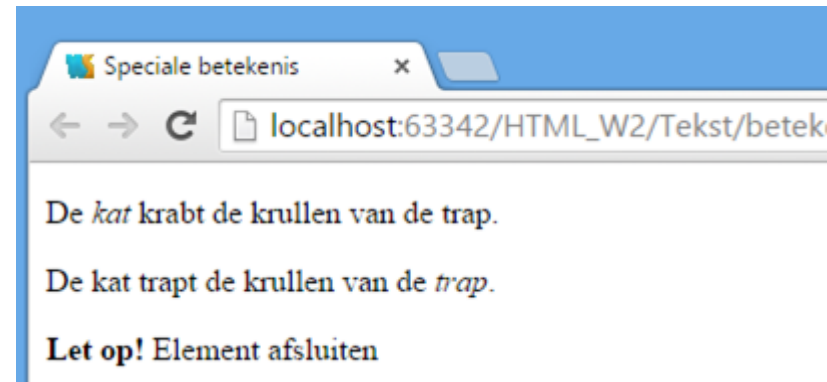 Speciale betekenis
localhost:63342/HTML_W2/Tekst/betek
De kat krabt de krullen van de trap.
De kat trapt de krullen van de trap.
Let op! Element afsluiten